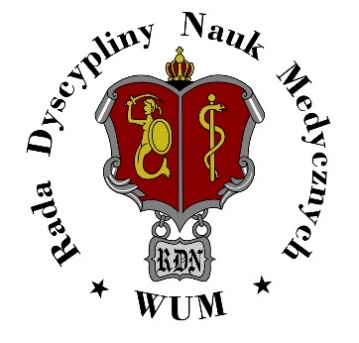 Rada Dyscypliny Nauk Medycznych
RDN
★ WUM ★